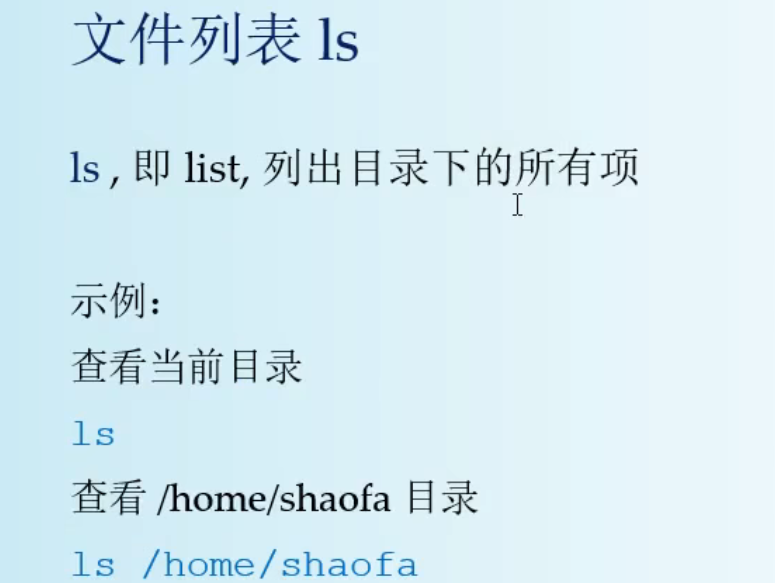 文件列表 ls
ls , 即 list, 列出目录下的所有项
示例：
查看当前目录
ls
查看 /home/shaofa 目录
ls /home/shaofa